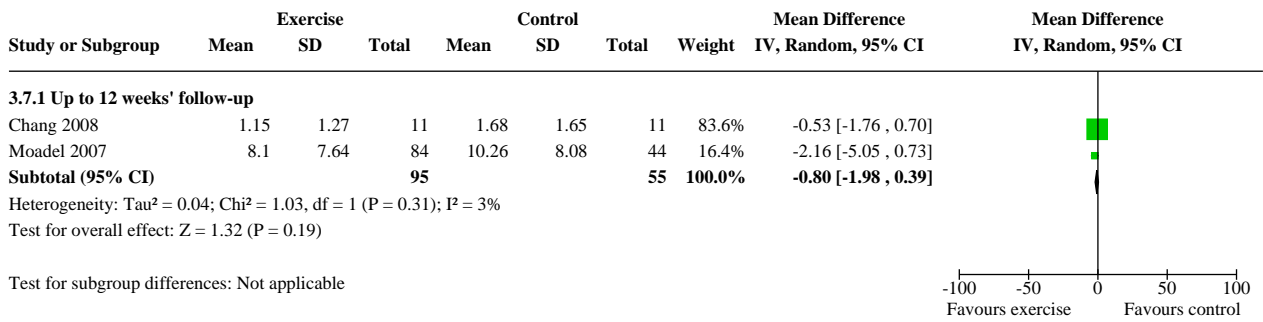 Exercise Control Mean Difference Mean Difference
Study or Subgroup Mean SD Total Mean SD Total Weight IV, Random, 95% CI IV, Random, 95% CI
3.7.1 Up to 12 weeks' follow-up
Chang 2008 1.15 1.27 11 1.68 1.65 11 83.6% -0.53 [-1.76 , 0.70]
Moadel 2007 8.1 7.64 84 10.26 8.08 44 16.4% -2.16 [-5.05 , 0.73]
Subtotal (95% CI) 95 55 100.0% -0.80 [-1.98 , 0.39]
Heterogeneity: Tau² = 0.04; Chi² = 1.03, df = 1 (P = 0.31); I² = 3%
Test for overall effect: Z = 1.32 (P = 0.19)
Test for subgroup differences: Not applicable
-100 -50 0 50 100
Favours exercise Favours control